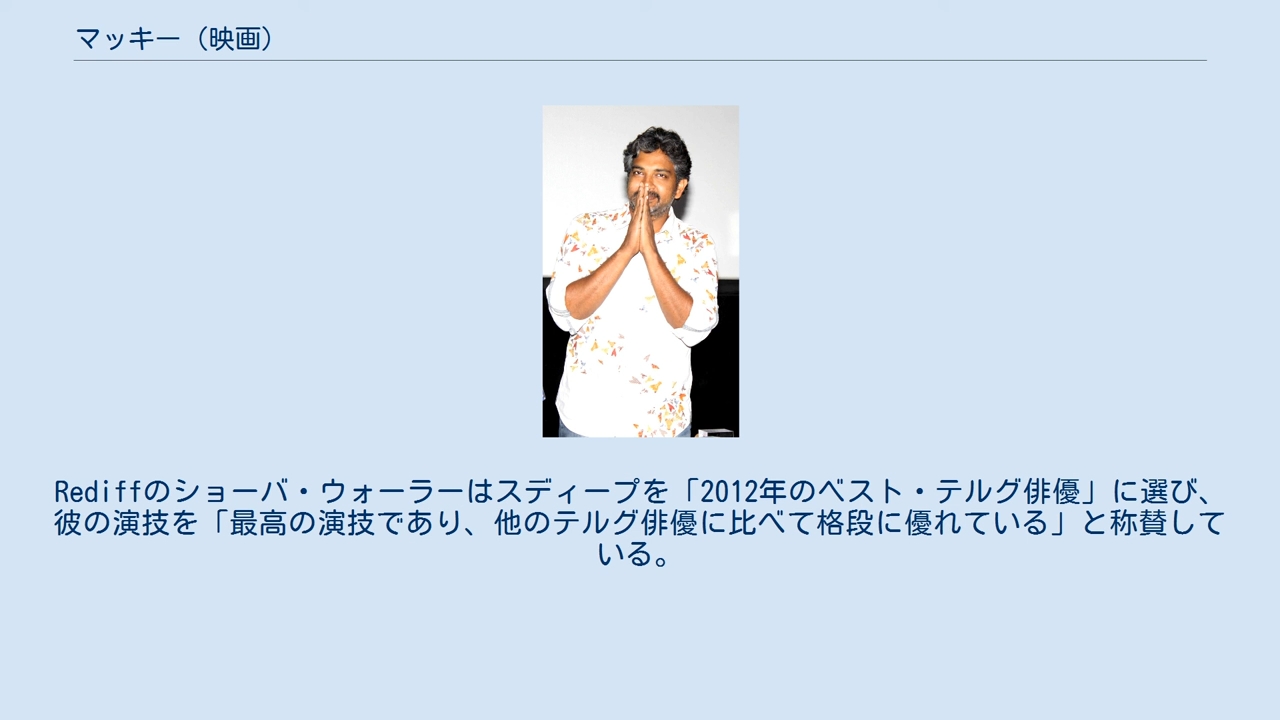 マッキー（映画）
Rediffのショーバ・ウォーラーはスディープを「2012年のベスト・テルグ俳優」に選び、
彼の演技を「最高の演技であり、他のテルグ俳優に比べて格段に優れている」と称賛して
いる。